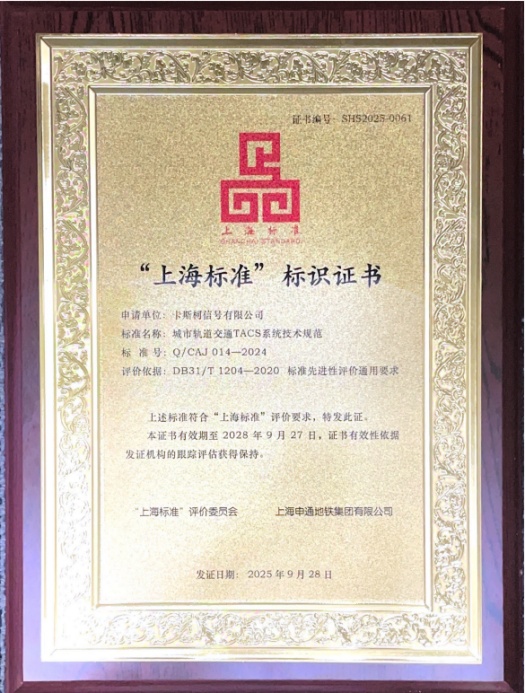 证书编号：SHS2025-0061
上海标准
SHANGHAI STANDARD
“上海标准”标识证书
申请单位：卡斯柯信号有限公司
标准名称：城市轨道交通TACS系统技术规范
标 准 号：Q/CAJ 014—2024
评价依据：DB31/T 1204—2020 标准先进性评价通用要求
上述标准符合“上海标准”评价要求，特发此证。
本证书有效期至 2028 年 9 月 27 日，证书有效性依据
发证机构的跟踪评估获得保持。
“上海标准”评价委员会 上海申通地铁集团有限公司
发证日期： 2025 年 9 月 28 日